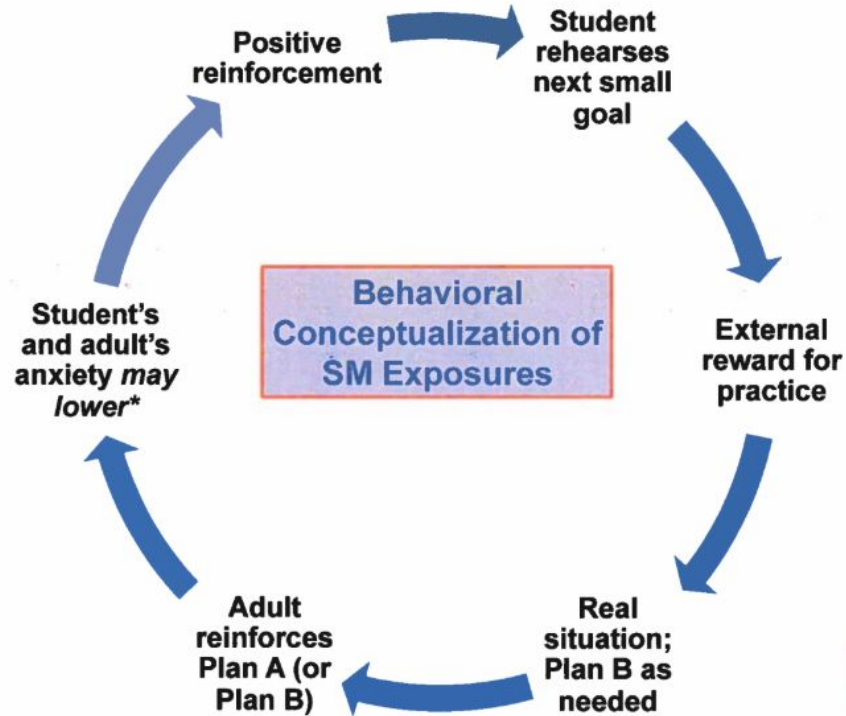 Positive
reinforcement
Student
rehearses
next small
goal
External
reward for
practice
Real
situation;
Plan B as
needed
Adult
reinforces
Plan A (or
Plan B)
Student's
and adult's
anxiety may
lower*
Behavioral
Conceptualization of
SM Exposures